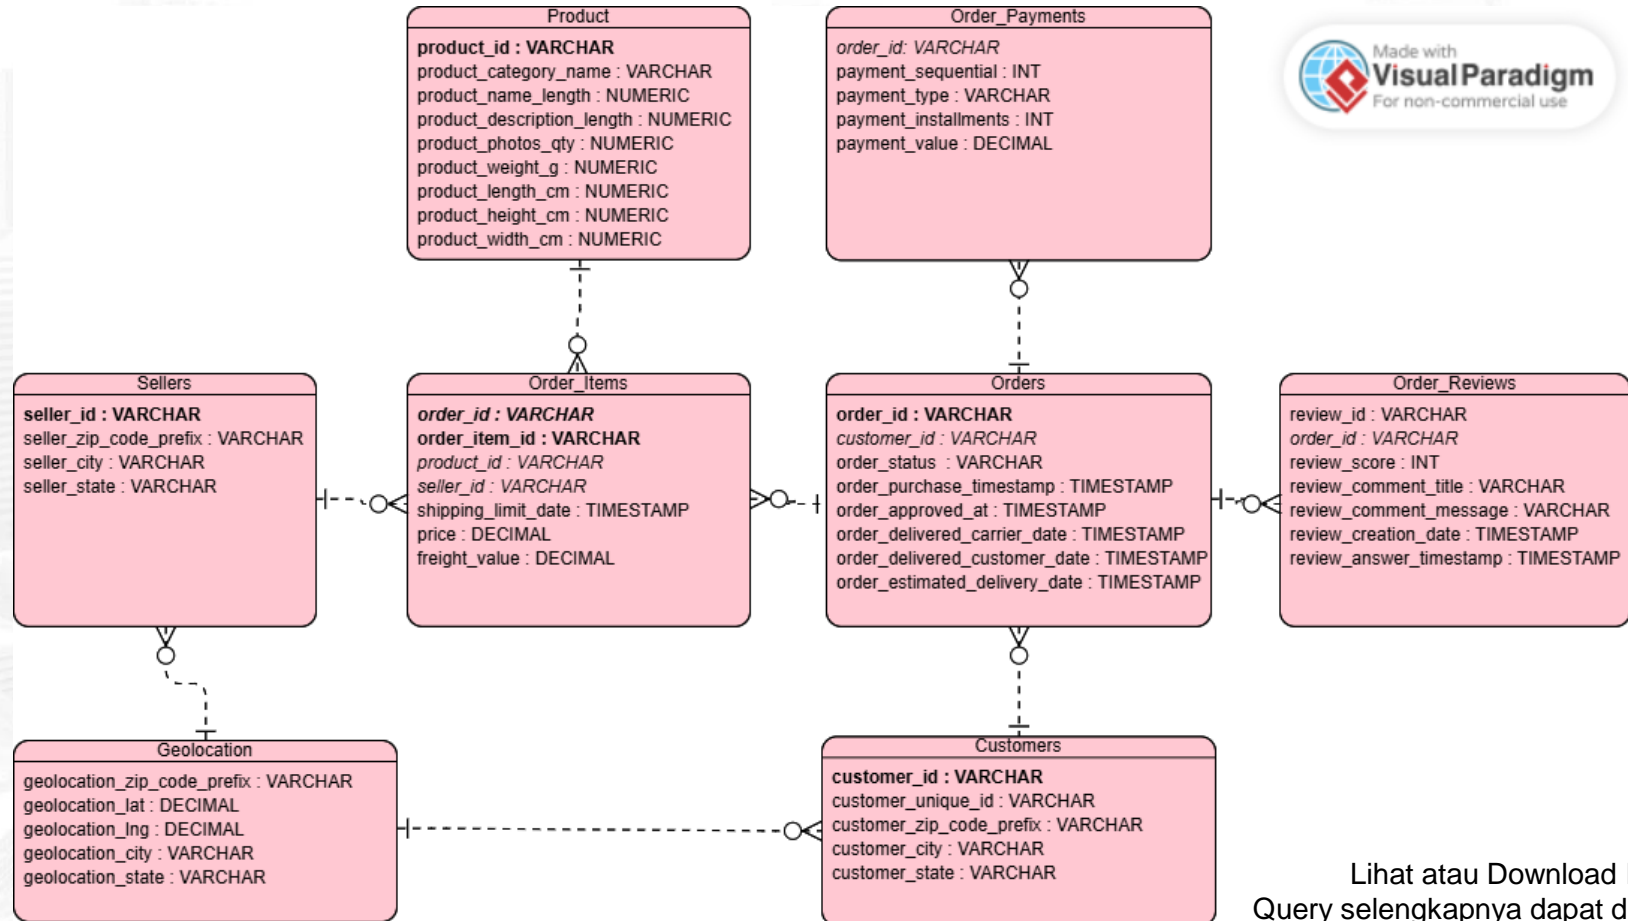 Product
product_id : VARCHAR
product_category_name : VARCHAR
product_name_length : NUMERIC
product_description_length : NUMERIC
product_photos_qty : NUMERIC
product_weight_g : NUMERIC
product_length_cm : NUMERIC
product_height_cm : NUMERIC
product_width_cm : NUMERIC
Order_Payments
order_id: VARCHAR
payment_sequential : INT
payment_type : VARCHAR
payment_installments : INT
payment_value : DECIMAL
Made with
Visual Paradigm
For non-commercial use
Sellers
seller_id : VARCHAR
seller_zip_code_prefix : VARCHAR
seller_city : VARCHAR
seller_state : VARCHAR
Order_Items
order_id : VARCHAR
order_item_id : VARCHAR
product_id : VARCHAR
seller_id : VARCHAR
shipping_limit_date : TIMESTAMP
price : DECIMAL
freight_value : DECIMAL
Orders
order_id : VARCHAR
customer_id : VARCHAR
order_status : VARCHAR
order_purchase_timestamp : TIMESTAMP
order_approved_at : TIMESTAMP
order_delivered_carrier_date : TIMESTAMP
order_delivered_customer_date : TIMESTAMP
order_estimated_delivery_date : TIMESTAMP
Order_Reviews
review_id : VARCHAR
order_id : VARCHAR
review_score : INT
review_comment_title : VARCHAR
review_comment_message : VARCHAR
review_creation_date : TIMESTAMP
review_answer_timestamp : TIMESTAMP
Geolocation
geolocation_zip_code_prefix : VARCHAR
geolocation_lat : DECIMAL
geolocation_lng : DECIMAL
geolocation_city : VARCHAR
geolocation_state : VARCHAR
Customers
customer_id : VARCHAR
customer_unique_id : VARCHAR
customer_zip_code_prefix : VARCHAR
customer_city : VARCHAR
customer_state : VARCHAR
Lihat atau Download
Query selengkapnya dapat